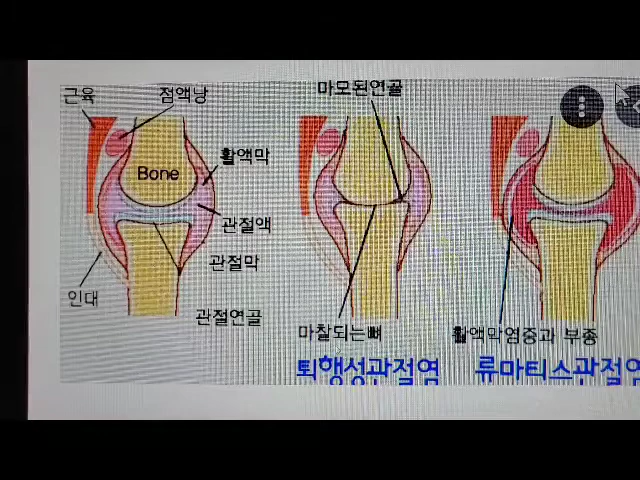 근육
점액낭
마모된연골
Bone
활액막
관절액
관절막
인대
관절연골
마찰되는뼈
활액막염증과 부종
퇴행성관절염
류마티스관절염